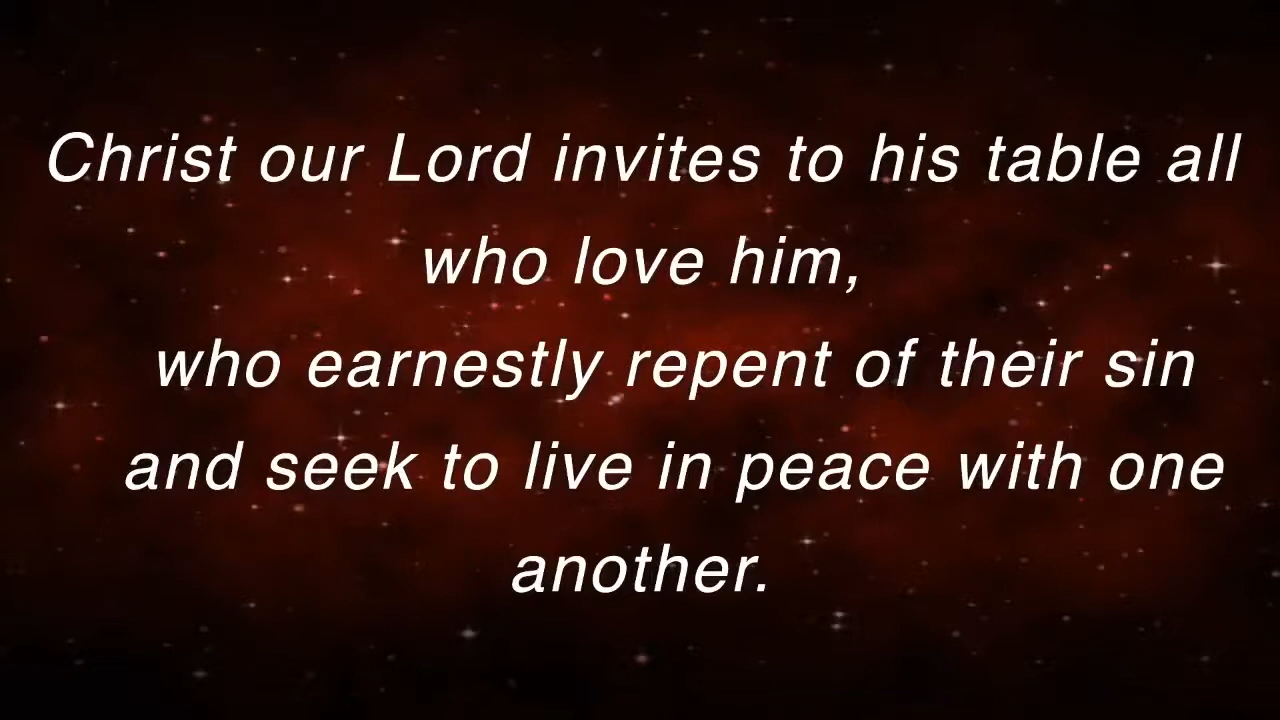 Christ our Lord invites to his table all
who love him,
who earnestly repent of their sin
and seek to live in peace with one
another.